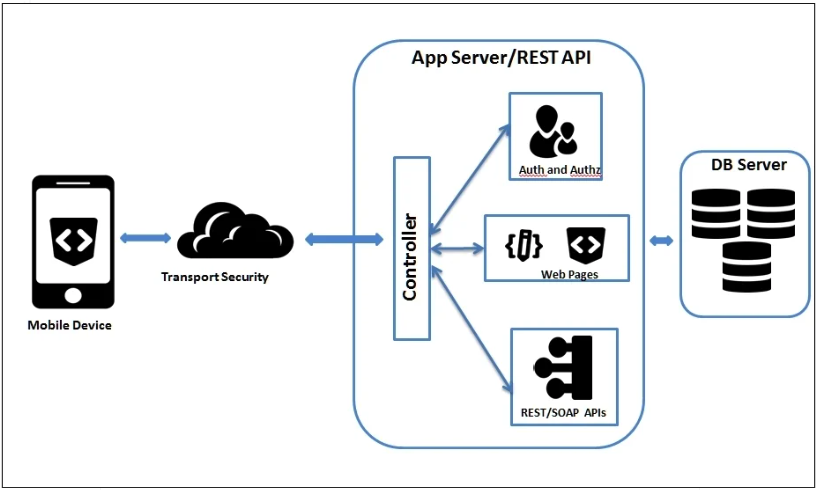 App Server/REST API
Auth and Authz
DB Server
Controller
Web Pages
Transport Security
Mobile Device
REST/SOAP APIs